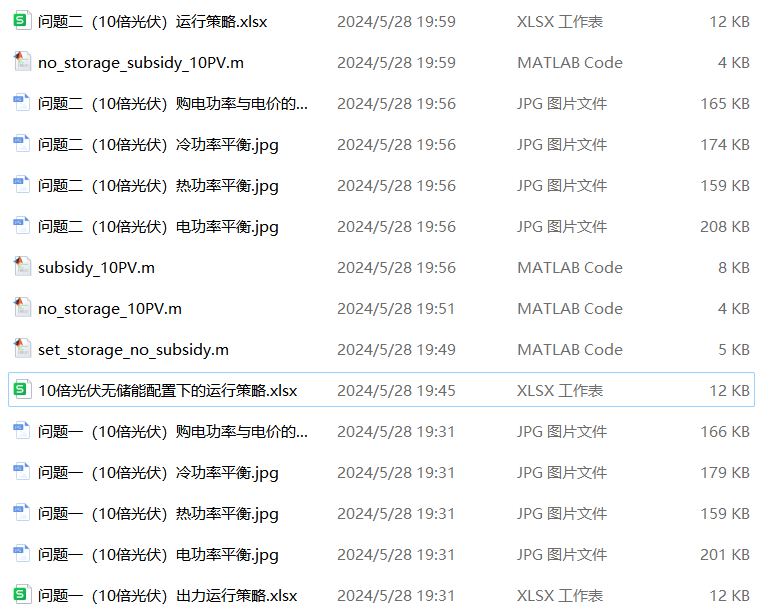 问题二（10倍光伏）运行策略.xlsx 2024/5/28 19:59 XLSX 工作表 12 KB
no_storage_subsidy_10PV.m 2024/5/28 19:59 MATLAB Code 4 KB
问题二（10倍光伏）购电功率与电价的... 2024/5/28 19:56 JPG 图片文件 165 KB
问题二（10倍光伏）冷功率平衡.jpg 2024/5/28 19:56 JPG 图片文件 174 KB
问题二（10倍光伏）热功率平衡.jpg 2024/5/28 19:56 JPG 图片文件 159 KB
问题二（10倍光伏）电功率平衡.jpg 2024/5/28 19:56 JPG 图片文件 208 KB
subsidy_10PV.m 2024/5/28 19:56 MATLAB Code 8 KB
no_storage_10PV.m 2024/5/28 19:51 MATLAB Code 4 KB
set_storage_no_subsidy.m 2024/5/28 19:49 MATLAB Code 5 KB
10倍光伏无储能配置下的运行策略.xlsx 2024/5/28 19:45 XLSX 工作表 12 KB
问题一（10倍光伏）购电功率与电价的... 2024/5/28 19:31 JPG 图片文件 166 KB
问题一（10倍光伏）冷功率平衡.jpg 2024/5/28 19:31 JPG 图片文件 179 KB
问题一（10倍光伏）热功率平衡.jpg 2024/5/28 19:31 JPG 图片文件 159 KB
问题一（10倍光伏）电功率平衡.jpg 2024/5/28 19:31 JPG 图片文件 201 KB
问题一（10倍光伏）出力运行策略.xlsx 2024/5/28 19:31 XLSX 工作表 12 KB